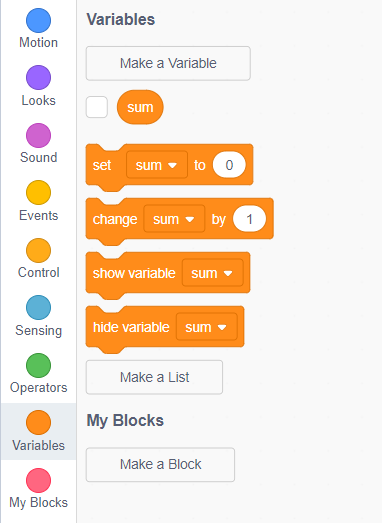 Motion
Looks
Sound
Events
Control
Sensing
Operators
Variables
My Blocks
Variables
Make a Variable
sum
set sum to 0
change sum by 1
show variable sum
hide variable sum
Make a List
My Blocks
Make a Block